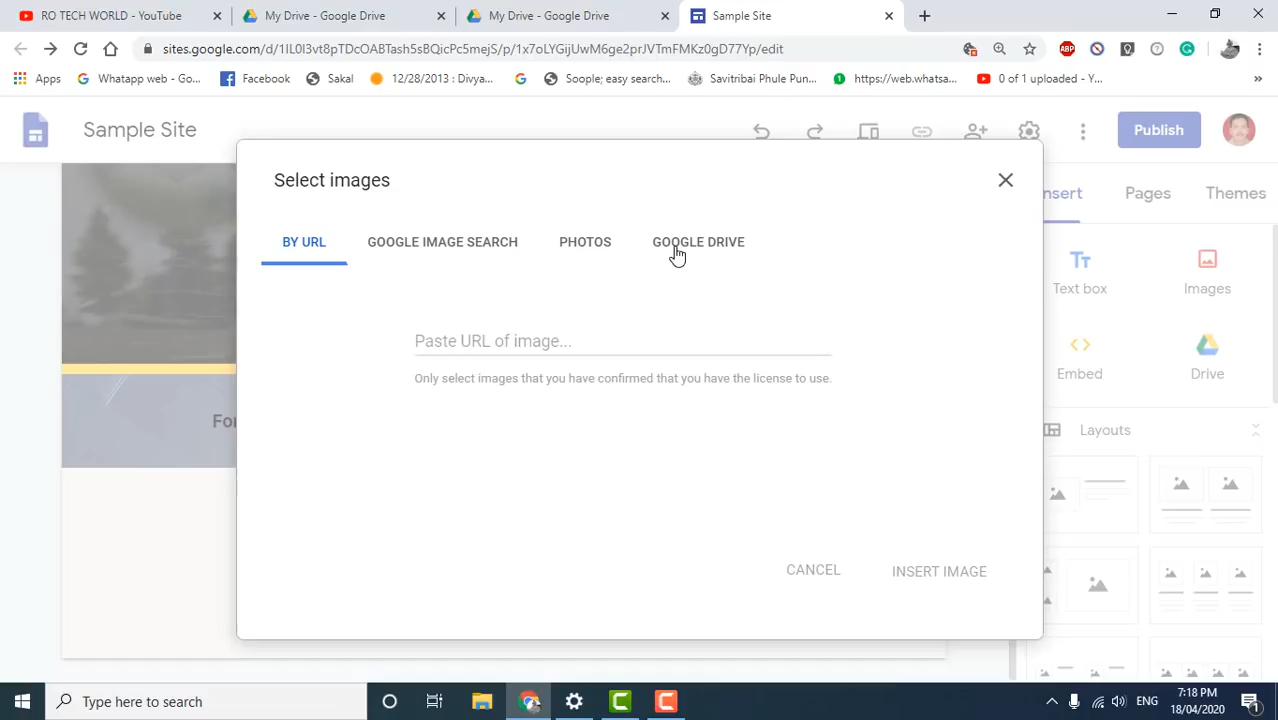 RO TECH WORLD - YouTube
My Drive - Google Drive
My Drive - Google Drive
Sample Site
sites.google.com/d/1IL0I3vt8pTDcOABTash5sBQicPc5mejS/p/1x7oLYGijUwM6ge2prJVTmFMKz0gD77Yp/edit
ABP
Apps
Whatapp web - Go...
Facebook
Sakal
12/28/2013 : Divya...
Soople; easy search...
Savitribai Phule Pun...
https://web.whatsa...
0 of 1 uploaded - Y...
Sample Site
Publish
Select images
Insert
Pages
Themes
BY URL
GOOGLE IMAGE SEARCH
PHOTOS
GOOGLE DRIVE
Text box
Images
Paste URL of image...
Only select images that you have confirmed that you have the license to use.
Embed
Drive
For
Layouts
CANCEL
INSERT IMAGE
Type here to search
ENG
7:18 PM
18/04/2020